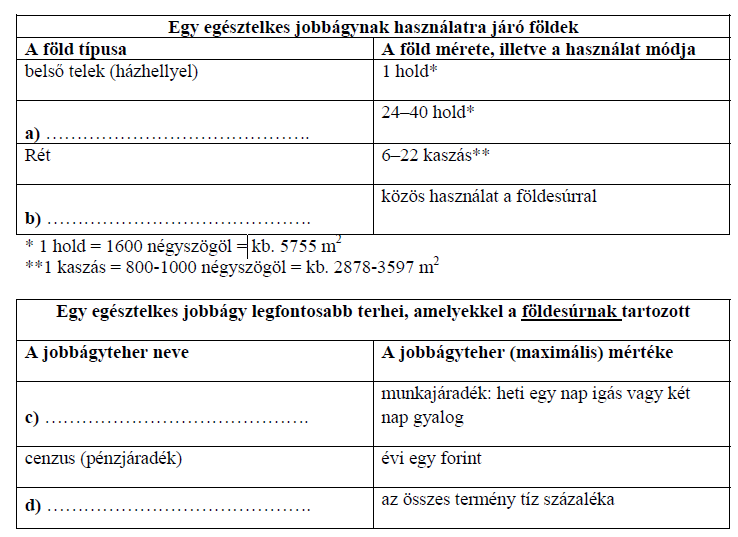 Egy egésztelkes jobbágynak használatra járó földek
A föld típusa
A föld mérete, illetve a használat módja
belső telek (házhellyel)
1 hold*
a) …………………………………….
24–40 hold*
Rét
6–22 kaszás**
b) …………………………………….
közös használat a földesúrral
* 1 hold = 1600 négyszögöl = kb. 5755 m²
**1 kaszás = 800-1000 négyszögöl = kb. 2878-3597 m²
Egy egésztelkes jobbágy legfontosabb terhei, amelyekkel a földesúrnak tartozott
A jobbágyteher neve
A jobbágyteher (maximális) mértéke
c) …………………………………….
munkajáradék: heti egy nap igás vagy két
nap gyalog
cenzus (pénzjáradék)
évi egy forint
d) …………………………………….
az összes termény tíz százaléka